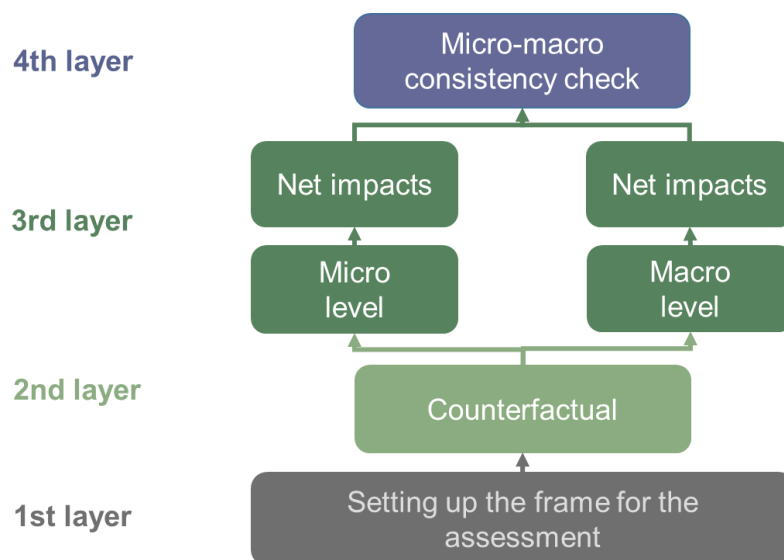 4th layer
Micro-macro
consistency check
Net impacts
Net impacts
3rd layer
Micro
level
Macro
level
2nd layer
Counterfactual
1st layer
Setting up the frame for the
assessment